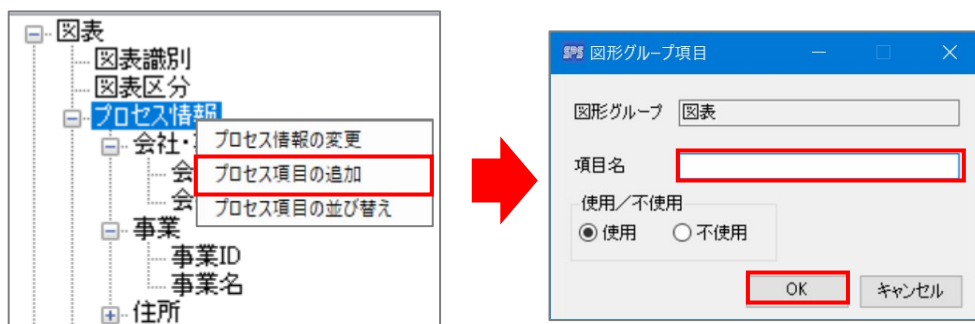 図表
図表識別
図表区分
プロセス情報
会社・
プロセス情報の変更
会
プロセス項目の追加
会
プロセス項目の並び替え
事業
事業ID
事業名
住所
SPS 図形グループ項目
図形グループ 図表
項目名
使用/不使用
使用 不使用
OK キャンセル